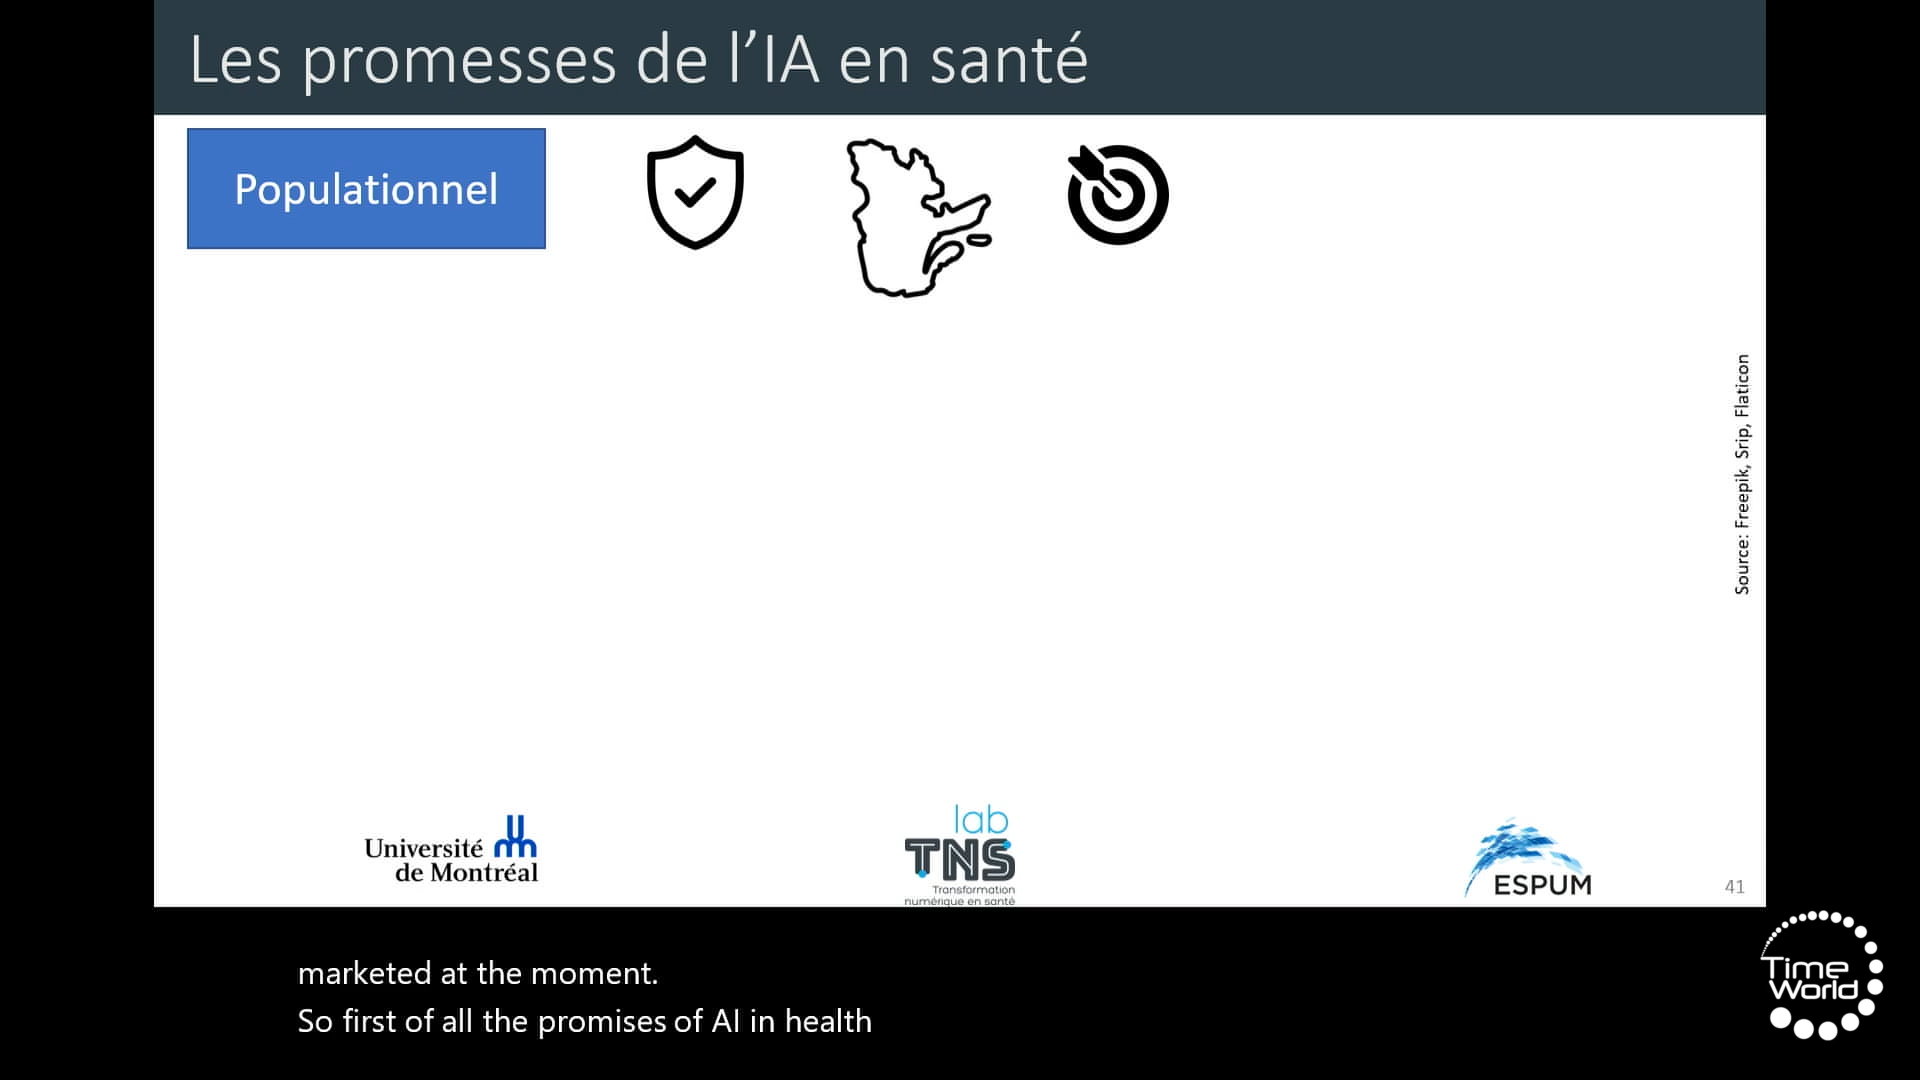 Les promesses de l’IA en santé
Populationnel
Source: Freepik, Srip, Flaticon
Université
de Montréal
lab
TNS
Transformation
numérique en santé
ESPUM
41
marketed at the moment.
So first of all the promises of AI in health
Time
World